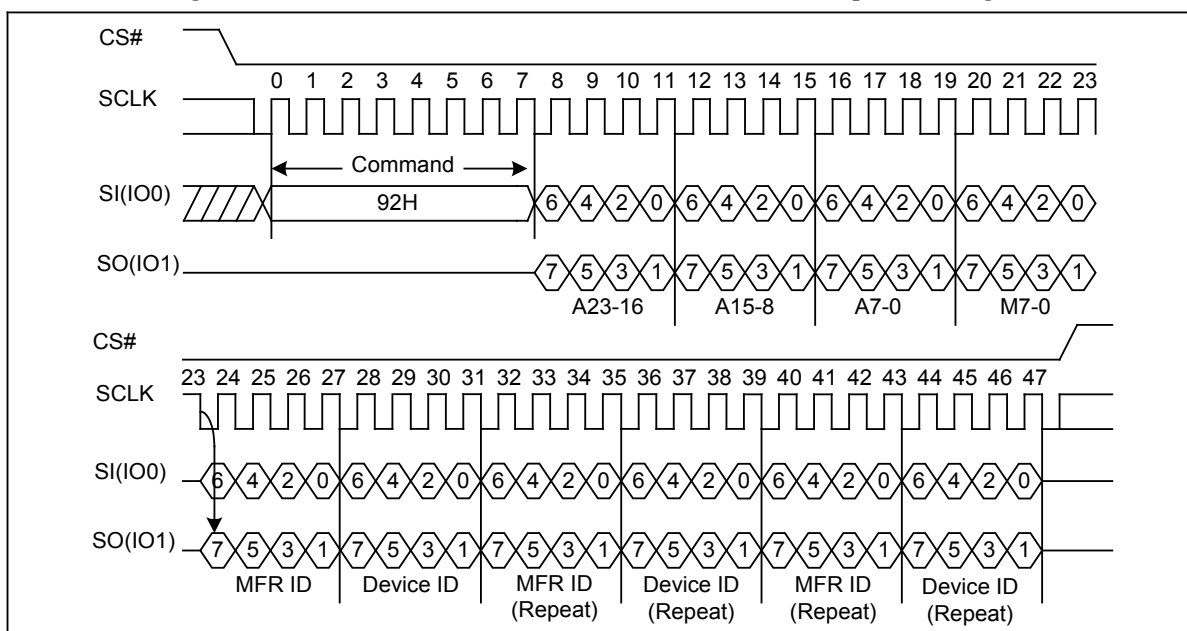 CS#
0 1 2 3 4 5 6 7 8 9 10 11 12 13 14 15 16 17 18 19 20 21 22 23
SCLK
Command
SI(IO0) 92H 6 4 2 0 6 4 2 0 6 4 2 0 6 4 2 0
SO(IO1) 7 5 3 1 7 5 3 1 7 5 3 1 7 5 3 1
A23-16 A15-8 A7-0 M7-0
CS#
23 24 25 26 27 28 29 30 31 32 33 34 35 36 37 38 39 40 41 42 43 44 45 46 47
SCLK
SI(IO0) 6 4 2 0 6 4 2 0 6 4 2 0 6 4 2 0 6 4 2 0 6 4 2 0
SO(IO1) 7 5 3 1 7 5 3 1 7 5 3 1 7 5 3 1 7 5 3 1 7 5 3 1
MFR ID Device ID MFR ID Device ID MFR ID Device ID
(Repeat) (Repeat) (Repeat) (Repeat)